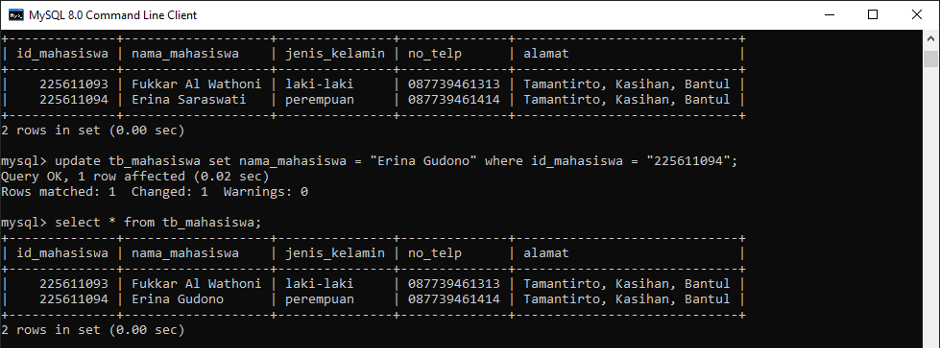 MySQL 8.0 Command Line Client
+--------------+-------------------+---------------+--------------+----------------------------+
| id_mahasiswa | nama_mahasiswa    | jenis_kelamin | no_telp      | alamat                     |
+--------------+-------------------+---------------+--------------+----------------------------+
|    225611093 | Fukkar Al Wathoni | laki-laki     | 087739461313 | Tamantirto, Kasihan, Bantul |
|    225611094 | Erina Saraswati   | perempuan     | 087739461414 | Tamantirto, Kasihan, Bantul |
+--------------+-------------------+---------------+--------------+----------------------------+
2 rows in set (0.00 sec)
mysql> update tb_mahasiswa set nama_mahasiswa = "Erina Gudono" where id_mahasiswa = "225611094";
Query OK, 1 row affected (0.02 sec)
Rows matched: 1  Changed: 1  Warnings: 0
mysql> select * from tb_mahasiswa;
+--------------+-------------------+---------------+--------------+----------------------------+
| id_mahasiswa | nama_mahasiswa    | jenis_kelamin | no_telp      | alamat                     |
+--------------+-------------------+---------------+--------------+----------------------------+
|    225611093 | Fukkar Al Wathoni | laki-laki     | 087739461313 | Tamantirto, Kasihan, Bantul |
|    225611094 | Erina Gudono      | perempuan     | 087739461414 | Tamantirto, Kasihan, Bantul |
+--------------+-------------------+---------------+--------------+----------------------------+
2 rows in set (0.00 sec)